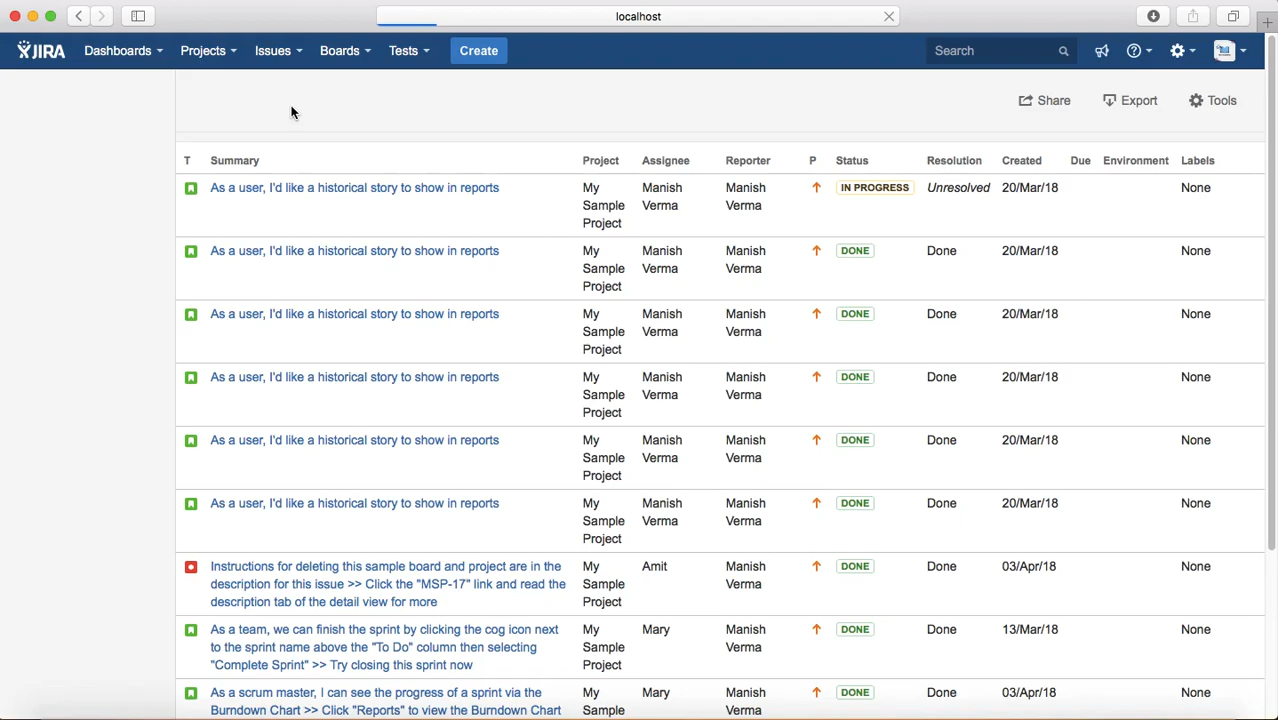 localhost
JIRA Dashboards Projects Issues Boards Tests Create Search
Share Export Tools
T Summary Project Assignee Reporter P Status Resolution Created Due Environment Labels
As a user, I'd like a historical story to show in reports My Manish Manish IN PROGRESS Unresolved 20/Mar/18 None
Sample Verma Verma
Project
As a user, I'd like a historical story to show in reports My Manish Manish DONE Done 20/Mar/18 None
Sample Verma Verma
Project
As a user, I'd like a historical story to show in reports My Manish Manish DONE Done 20/Mar/18 None
Sample Verma Verma
Project
As a user, I'd like a historical story to show in reports My Manish Manish DONE Done 20/Mar/18 None
Sample Verma Verma
Project
As a user, I'd like a historical story to show in reports My Manish Manish DONE Done 20/Mar/18 None
Sample Verma Verma
Project
As a user, I'd like a historical story to show in reports My Manish Manish DONE Done 20/Mar/18 None
Sample Verma Verma
Project
Instructions for deleting this sample board and project are in the My Amit Manish DONE Done 03/Apr/18 None
description for this issue >> Click the "MSP-17" link and read the Sample Verma
description tab of the detail view for more Project
As a team, we can finish the sprint by clicking the cog icon next My Mary Manish DONE Done 13/Mar/18 None
to the sprint name above the "To Do" column then selecting Sample Verma
"Complete Sprint" >> Try closing this sprint now Project
As a scrum master, I can see the progress of a sprint via the My Mary Manish DONE Done 03/Apr/18 None
Burndown Chart >> Click "Reports" to view the Burndown Chart Sample Verma